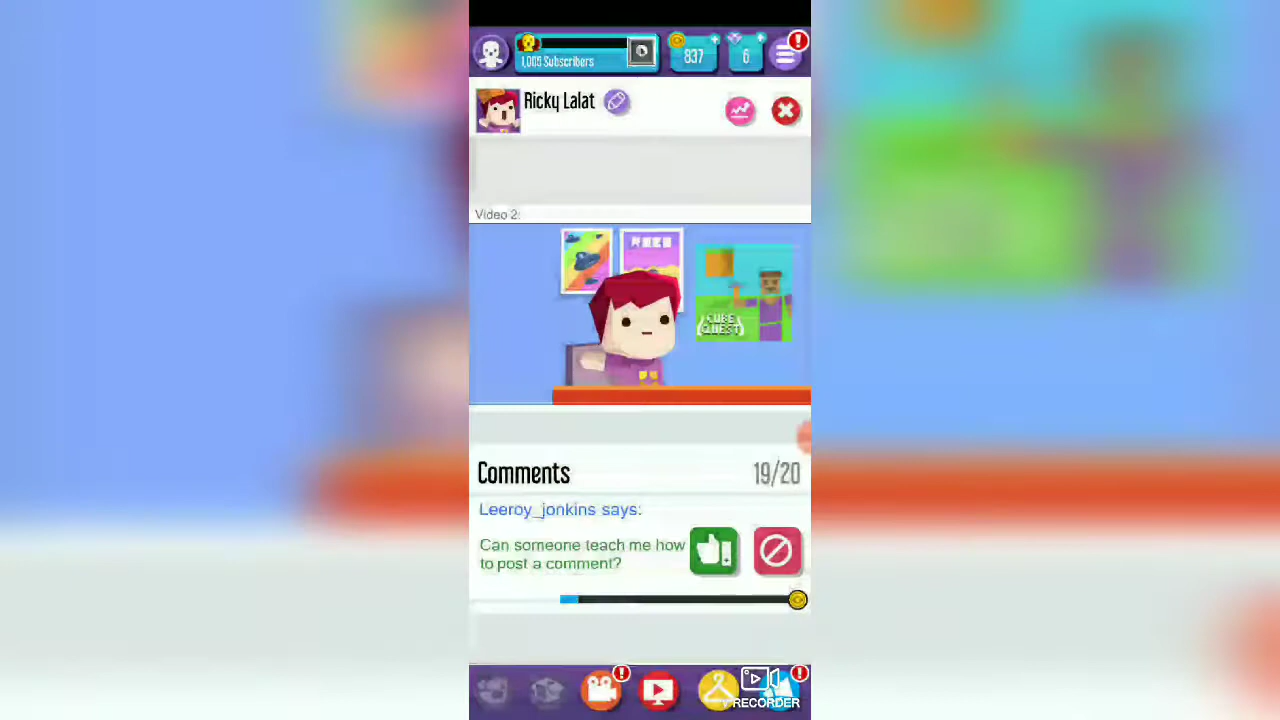 1,005 Subscribers
837
6
Ricky Lalat
Video 2:
CUBE
QUEST
Comments
19/20
Leeroy_jonkins says:
Can someone teach me how
to post a comment?
RECORDER